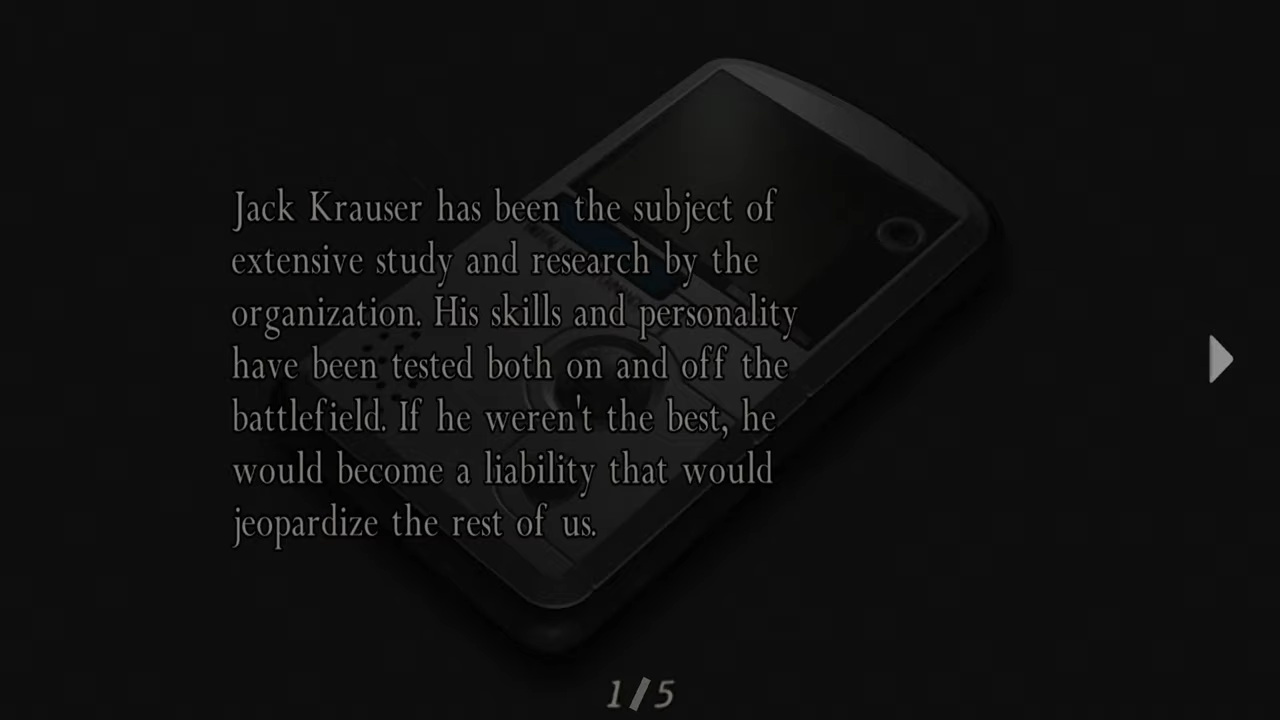 Jack Krauser has been the subject of
extensive study and research by the
organization. His skills and personality
have been tested both on and off the
battlefield. If he weren't the best, he
would become a liability that would
jeopardize the rest of us.
1/5